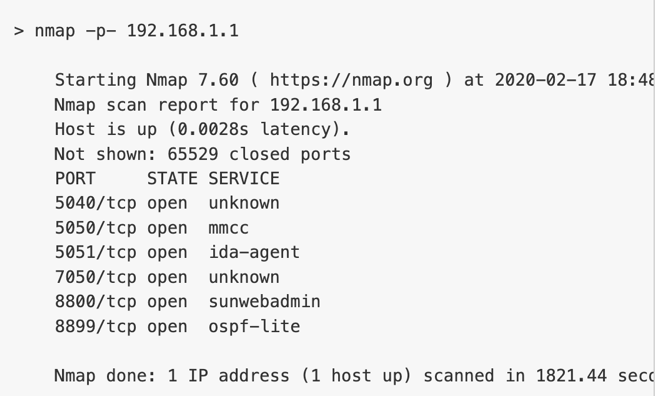 > nmap -p- 192.168.1.1
Starting Nmap 7.60 ( https://nmap.org ) at 2020-02-17 18:48
Nmap scan report for 192.168.1.1
Host is up (0.0028s latency).
Not shown: 65529 closed ports
PORT     STATE SERVICE
5040/tcp open  unknown
5050/tcp open  mmcc
5051/tcp open  ida-agent
7050/tcp open  unknown
8800/tcp open  sunwebadmin
8899/tcp open  ospf-lite
Nmap done: 1 IP address (1 host up) scanned in 1821.44